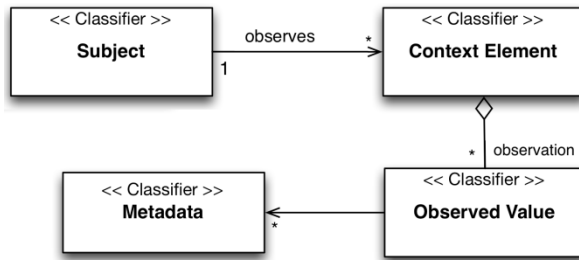 << Classifier >>
Subject
observes
1
*
<< Classifier >>
Context Element
* observation
<< Classifier >>
Metadata
*
<< Classifier >>
Observed Value